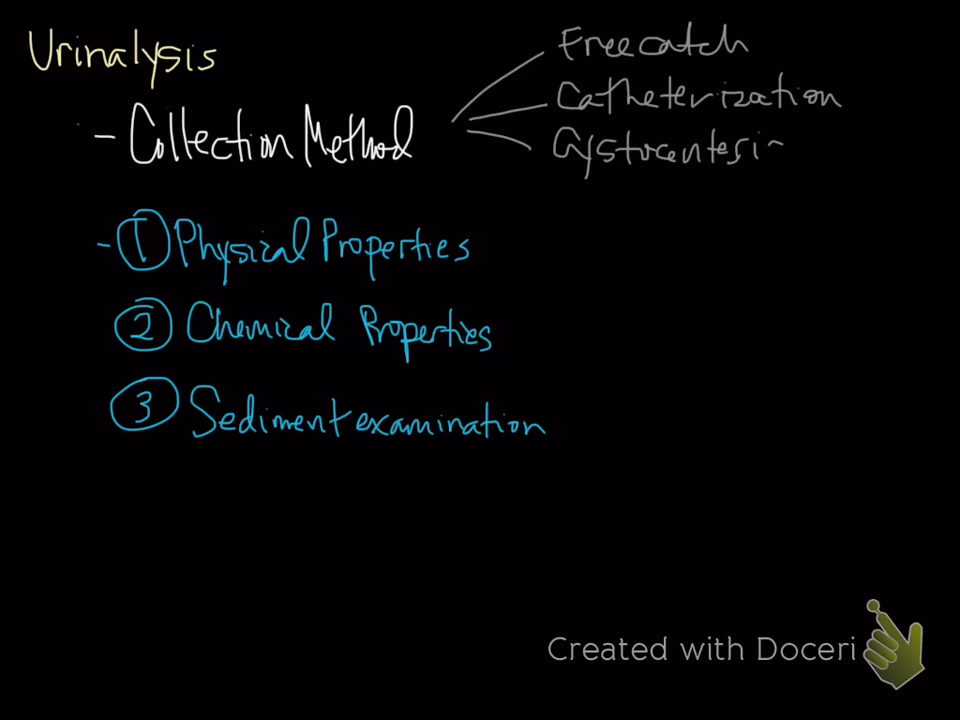 Urinalysis
- Collection Method
Free catch
Catheterization
Cystocentesi
- ① Physical Properties
② Chemical Properties
③ Sediment examination
Created with Doceri